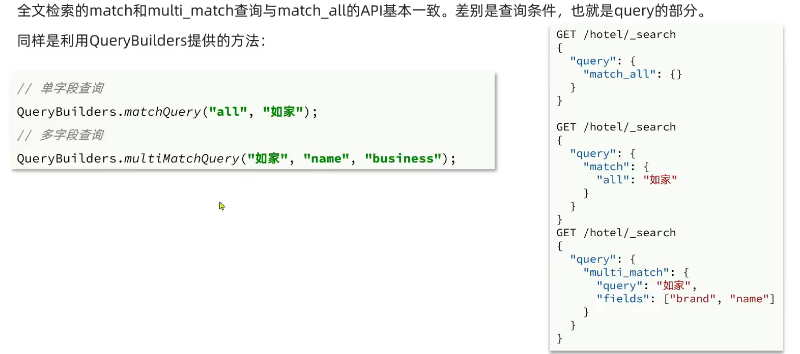 全文检索的match和multi_match查询与match_all的API基本一致。差别是查询条件，也就是query的部分。
同样是利用QueryBuilders提供的方法：
// 单字段查询
QueryBuilders.matchQuery("all", "如家");
// 多字段查询
QueryBuilders.multiMatchQuery("如家", "name", "business");
GET /hotel/_search
{
  "query": {
    "match_all": {}
  }
}
GET /hotel/_search
{
  "query": {
    "match": {
      "all": "如家"
    }
  }
}
GET /hotel/_search
{
  "query": {
    "multi_match": {
      "query": "如家",
      "fields": ["brand", "name"]
    }
  }
}